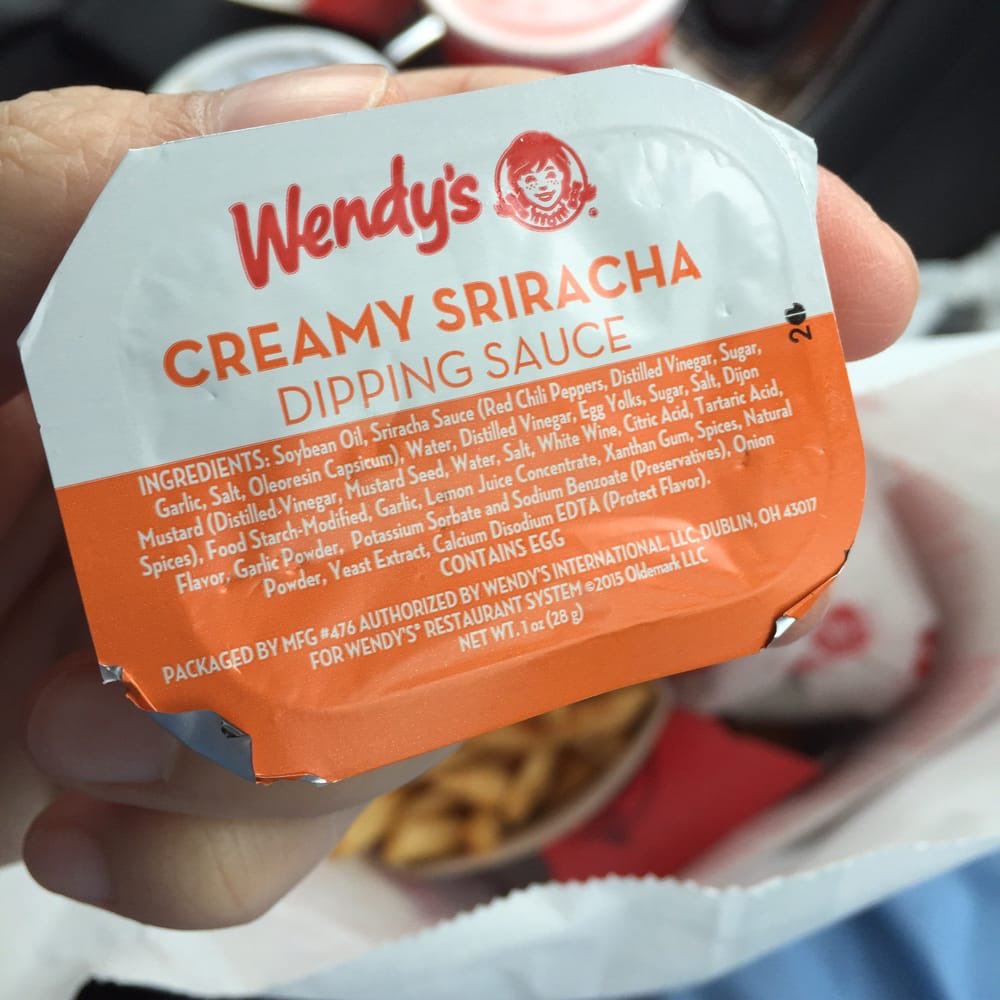 Wendy's
CREAMY SRIRACHA
DIPPING SAUCE
INGREDIENTS: Soybean Oil, Sriracha Sauce (Red Chili Peppers, Distilled Vinegar, Sugar,
Garlic, Salt, Oleoresin Capsicum), Water, Distilled Vinegar, Egg Yolks, Sugar, Salt, Dijon
Mustard (Distilled Vinegar, Mustard Seed, Water, Salt, White Wine, Citric Acid, Tartaric Acid,
Spices), Food Starch-Modified, Garlic, Lemon Juice Concentrate, Xanthan Gum, Spices, Natural
Flavor, Garlic Powder, Potassium Sorbate and Sodium Benzoate (Preservatives), Onion
Powder, Yeast Extract, Calcium Disodium EDTA (Protect Flavor).
CONTAINS EGG
PACKAGED BY MFG #476 AUTHORIZED BY WENDY'S INTERNATIONAL, LLC, DUBLIN, OH 43017
FOR WENDY'S® RESTAURANT SYSTEM ©2015 Oldemark LLC
NET WT. 1 oz (28 g)